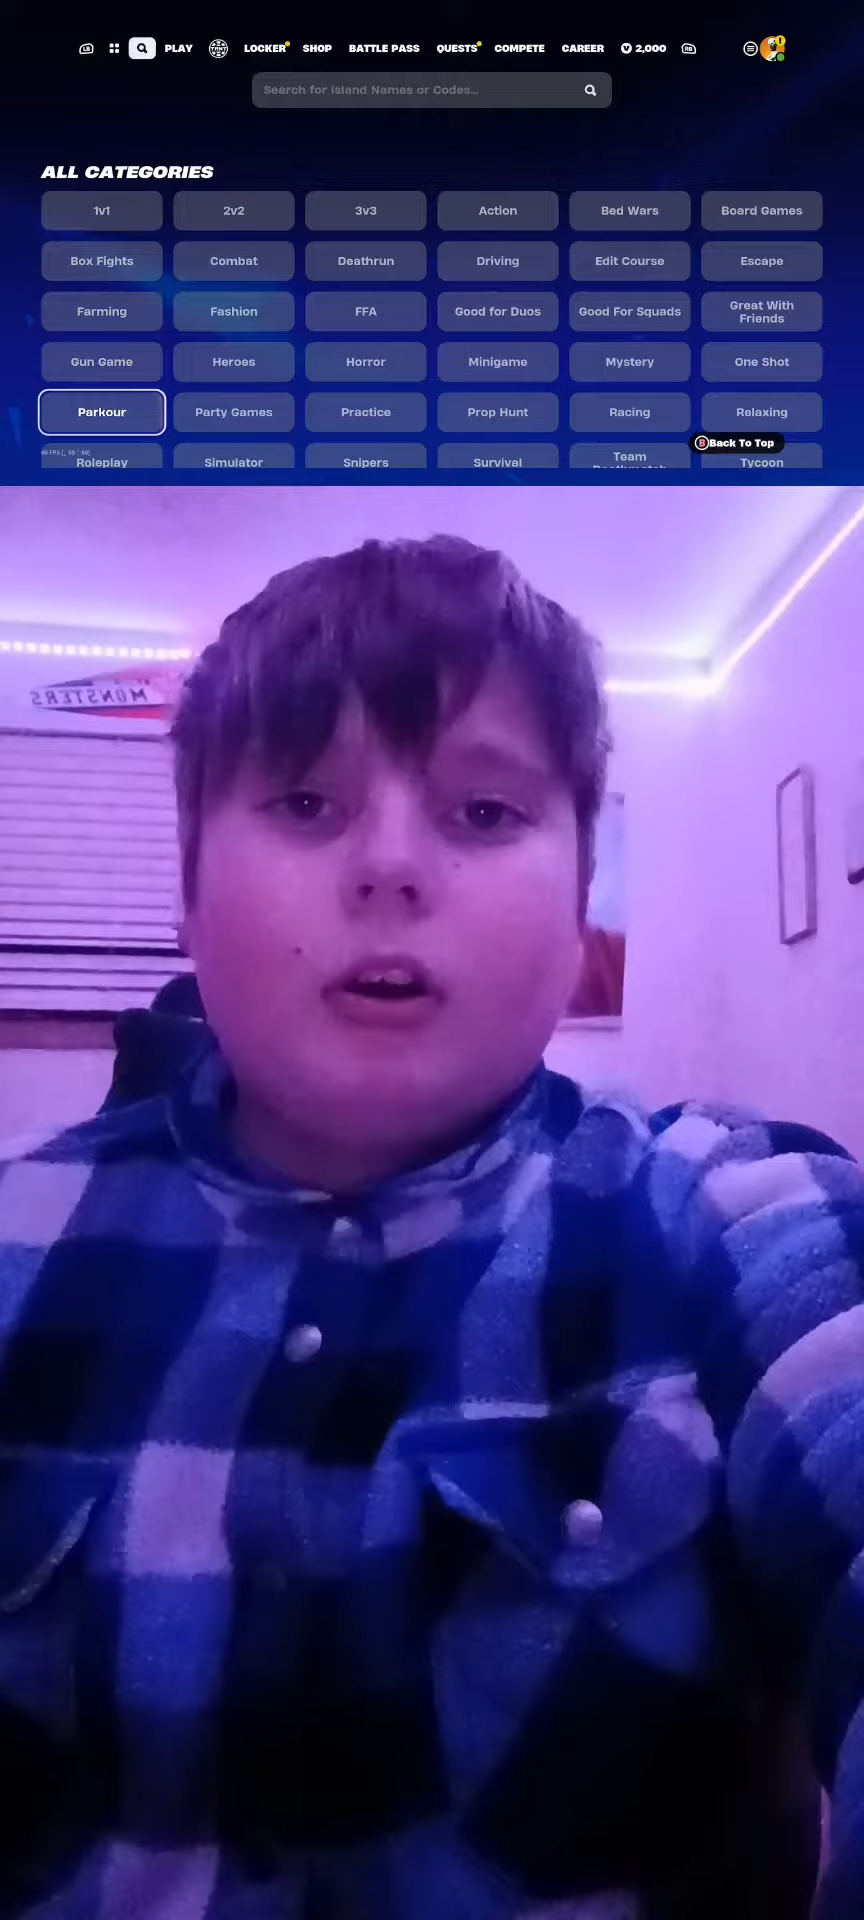 LB PLAY LOCKER SHOP BATTLE PASS QUESTS COMPETE CAREER V 2,000 RB
Search for Island Names or Codes...
ALL CATEGORIES
1v1 2v2 3v3 Action Bed Wars Board Games
Box Fights Combat Deathrun Driving Edit Course Escape
Farming Fashion FFA Good for Duos Good For Squads Great With
Friends
Gun Game Heroes Horror Minigame Mystery One Shot
Parkour Party Games Practice Prop Hunt Racing Relaxing
B Back To Top
Roleplay Simulator Snipers Survival Team
Deathmatch Tycoon
MONSTERS